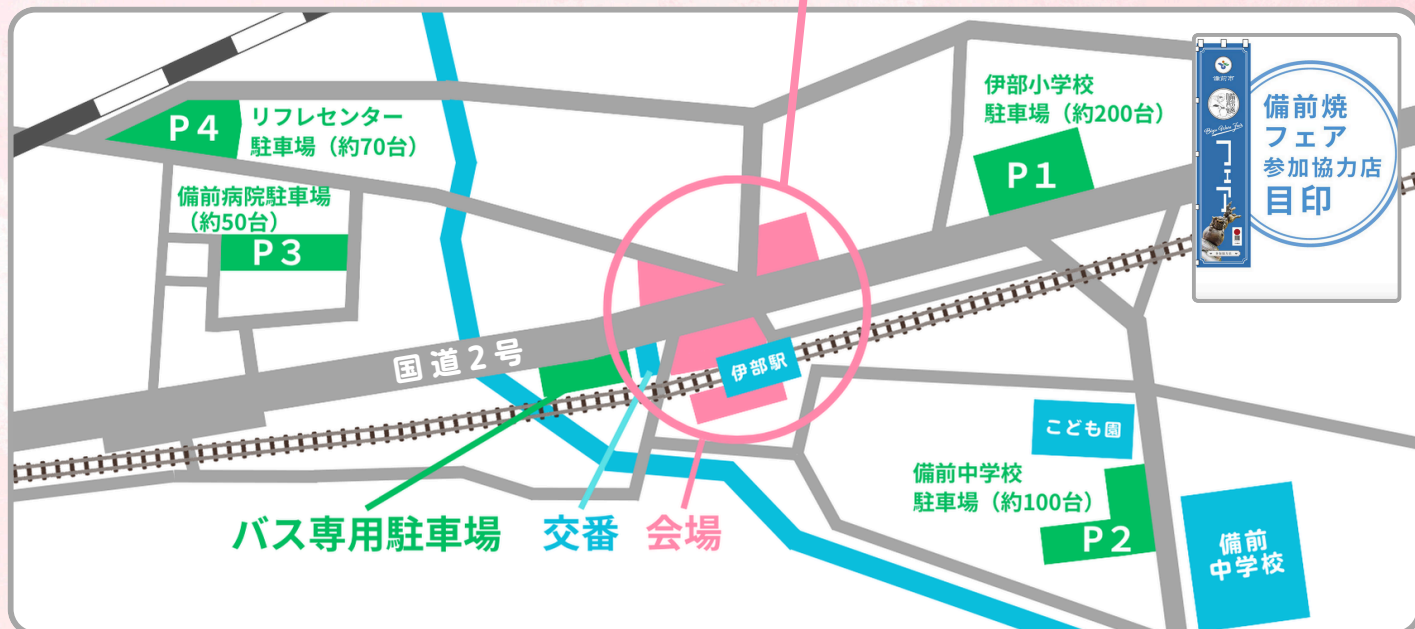 P4
リフレセンター
駐車場（約70台）
備前病院駐車場
（約50台）
P3
伊部小学校
駐車場（約200台）
P1
備前市
備前焼
フェア
参加協力店
目印
国道2号
伊部駅
こども園
備前中学校
駐車場（約100台）
P2
備前
中学校
バス専用駐車場
交番
会場